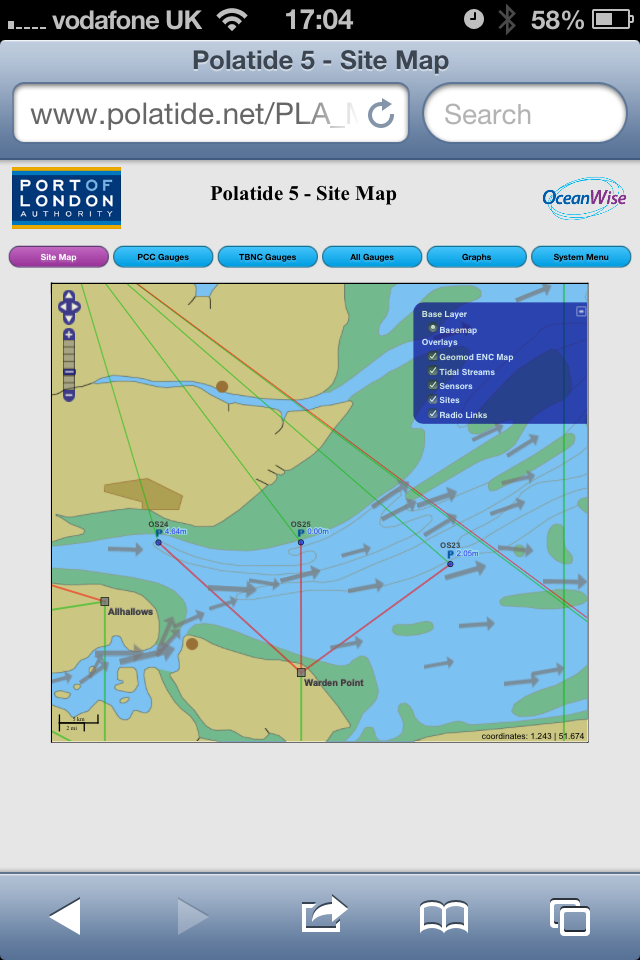 vodafone UK 17:04 58%
Polatide 5 - Site Map
www.polatide.net/PLA_M Search
PORT OF
LONDON
AUTHORITY
Polatide 5 - Site Map
OceanWise
Site Map PCC Gauges TBNC Gauges All Gauges Graphs System Menu
Base Layer
Basemap
Overlays
Geomod ENC Map
Tidal Streams
Sensors
Sites
Radio Links
OS24
P 4.64m
OS25
P 0.00m
OS23
P 2.05m
Allhallows
Warden Point
5 km
2 mi
coordinates: 1.243 | 51.674